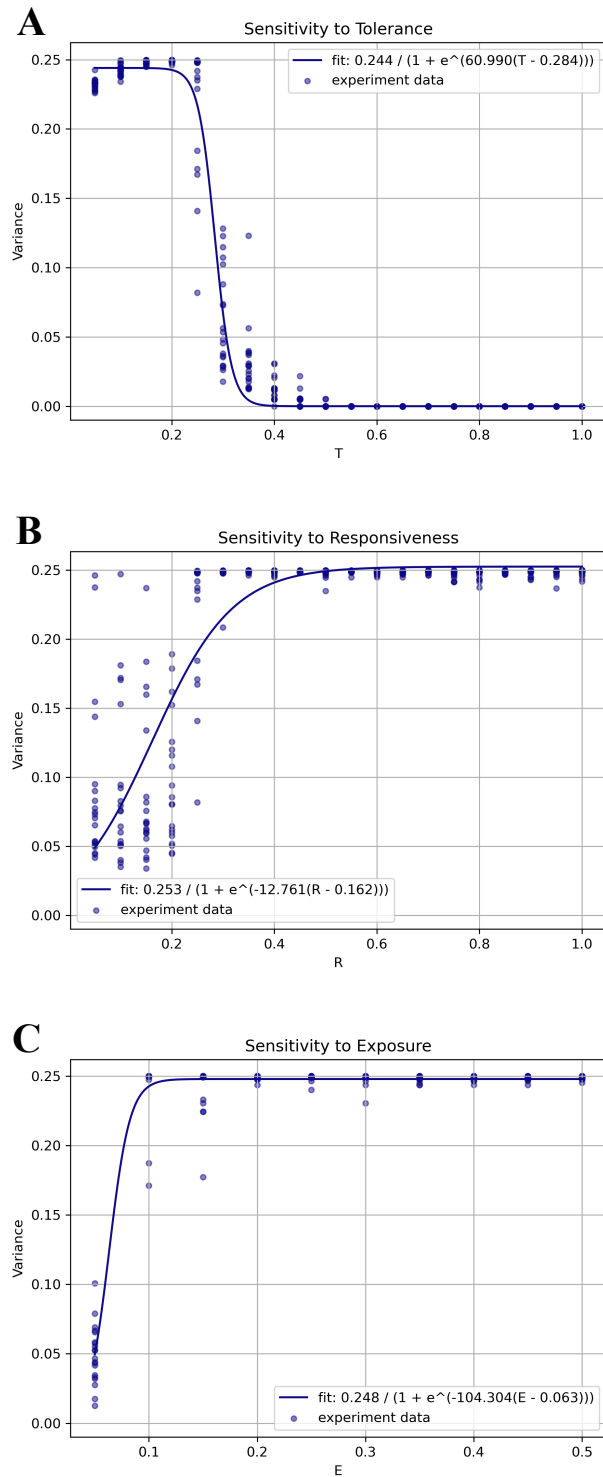 A
Sensitivity to Tolerance
fit: 0.244 / (1 + e^(60.990(T - 0.284)))
experiment data
0.25
0.20
0.15
0.10
0.05
0.00
Variance
0.2 0.4 0.6 0.8 1.0
T
B
Sensitivity to Responsiveness
0.25
0.20
0.15
0.10
0.05
0.00
Variance
fit: 0.253 / (1 + e^(-12.761(R - 0.162)))
experiment data
0.2 0.4 0.6 0.8 1.0
R
C
Sensitivity to Exposure
0.25
0.20
0.15
0.10
0.05
0.00
Variance
fit: 0.248 / (1 + e^(-104.304(E - 0.063)))
experiment data
0.1 0.2 0.3 0.4 0.5
E